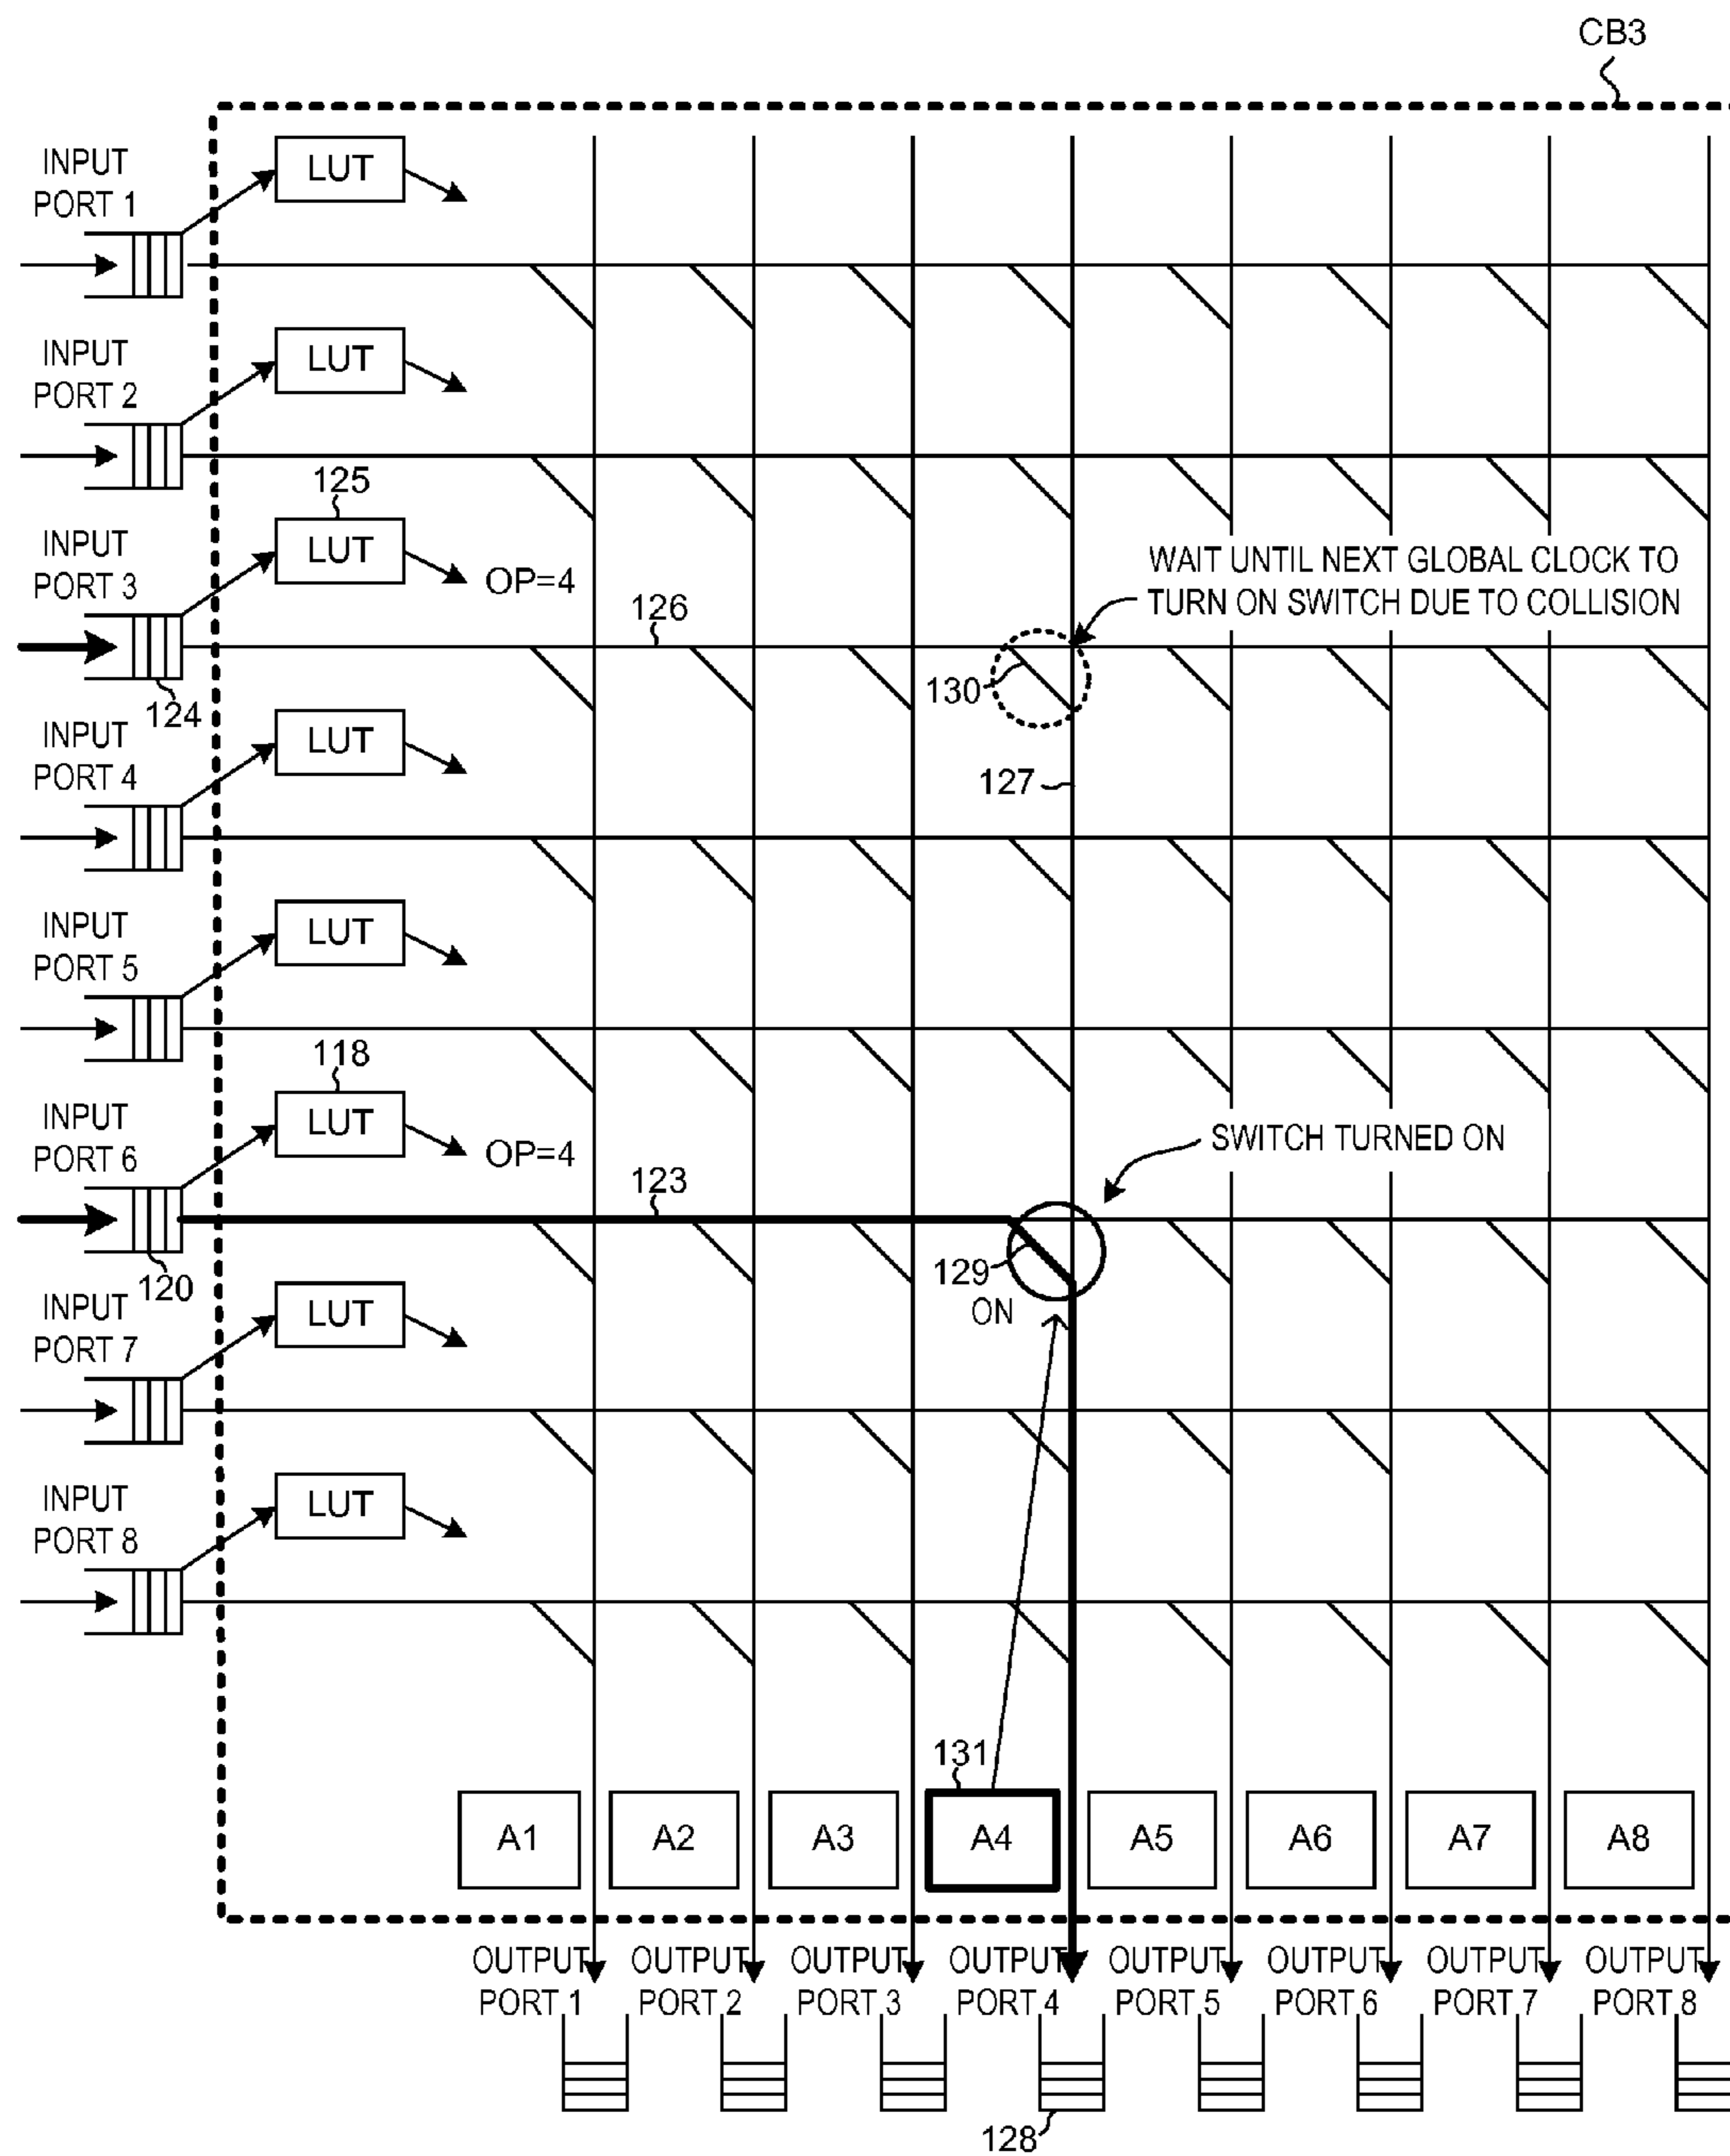 CB3
INPUT
PORT 1
LUT
INPUT
PORT 2
LUT
125
INPUT
PORT 3
LUT
OP=4
126
WAIT UNTIL NEXT GLOBAL CLOCK TO
TURN ON SWITCH DUE TO COLLISION
130
124
INPUT
PORT 4
LUT
127
INPUT
PORT 5
LUT
118
INPUT
PORT 6
LUT
OP=4
SWITCH TURNED ON
123
129
ON
120
INPUT
PORT 7
LUT
INPUT
PORT 8
LUT
131
A1
A2
A3
A4
A5
A6
A7
A8
OUTPUT
PORT 1
OUTPUT
PORT 2
OUTPUT
PORT 3
OUTPUT
PORT 4
OUTPUT
PORT 5
OUTPUT
PORT 6
OUTPUT
PORT 7
OUTPUT
PORT 8
128